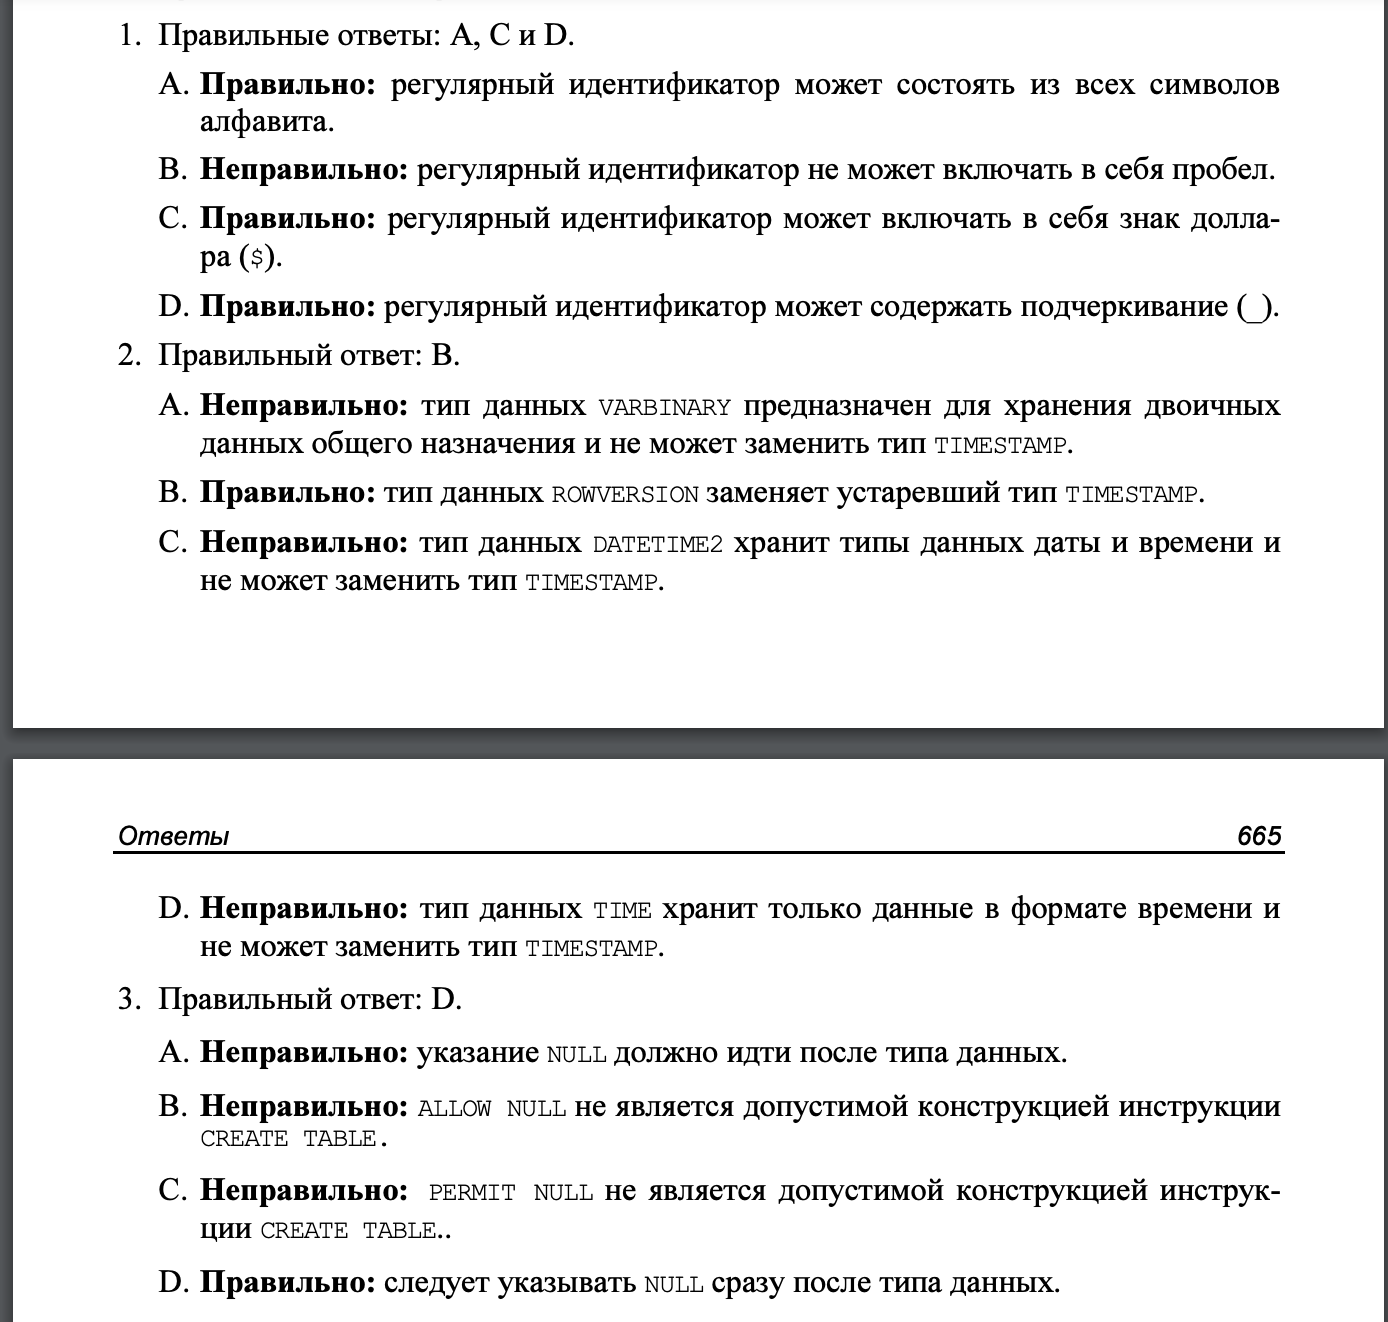 1. Правильные ответы: A, C и D.
A. Правильно: регулярный идентификатор может состоять из всех символов
алфавита.
B. Неправильно: регулярный идентификатор не может включать в себя пробел.
C. Правильно: регулярный идентификатор может включать в себя знак долла-
ра ($).
D. Правильно: регулярный идентификатор может содержать подчеркивание (_).
2. Правильный ответ: B.
A. Неправильно: тип данных VARBINARY предназначен для хранения двоичных
данных общего назначения и не может заменить тип TIMESTAMP.
B. Правильно: тип данных ROWVERSION заменяет устаревший тип TIMESTAMP.
C. Неправильно: тип данных DATETIME2 хранит типы данных даты и времени и
не может заменить тип TIMESTAMP.
Ответы 665
D. Неправильно: тип данных TIME хранит только данные в формате времени и
не может заменить тип TIMESTAMP.
3. Правильный ответ: D.
A. Неправильно: указание NULL должно идти после типа данных.
B. Неправильно: ALLOW NULL не является допустимой конструкцией инструкции
CREATE TABLE.
C. Неправильно: PERMIT NULL не является допустимой конструкцией инструк-
ции CREATE TABLE..
D. Правильно: следует указывать NULL сразу после типа данных.